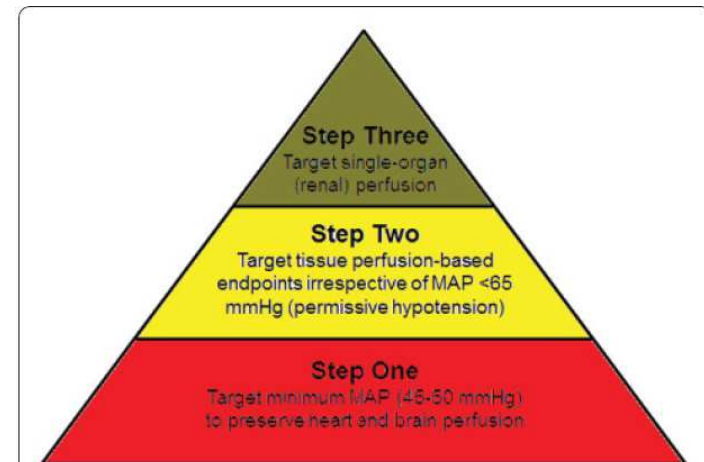 Step Three
Target single-organ
(renal) perfusion
Step Two
Target tissue perfusion-based
endpoints irrespective of MAP <65
mmHg (permissive hypotension)
Step One
Target minimum MAP (45-50 mmHg)
to preserve heart and brain perfusion